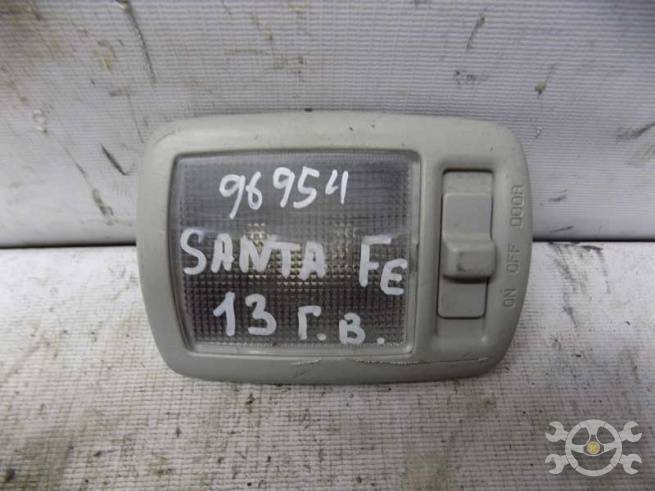 96954
SANTA FE
13 г.в.
ON OFF DOOR